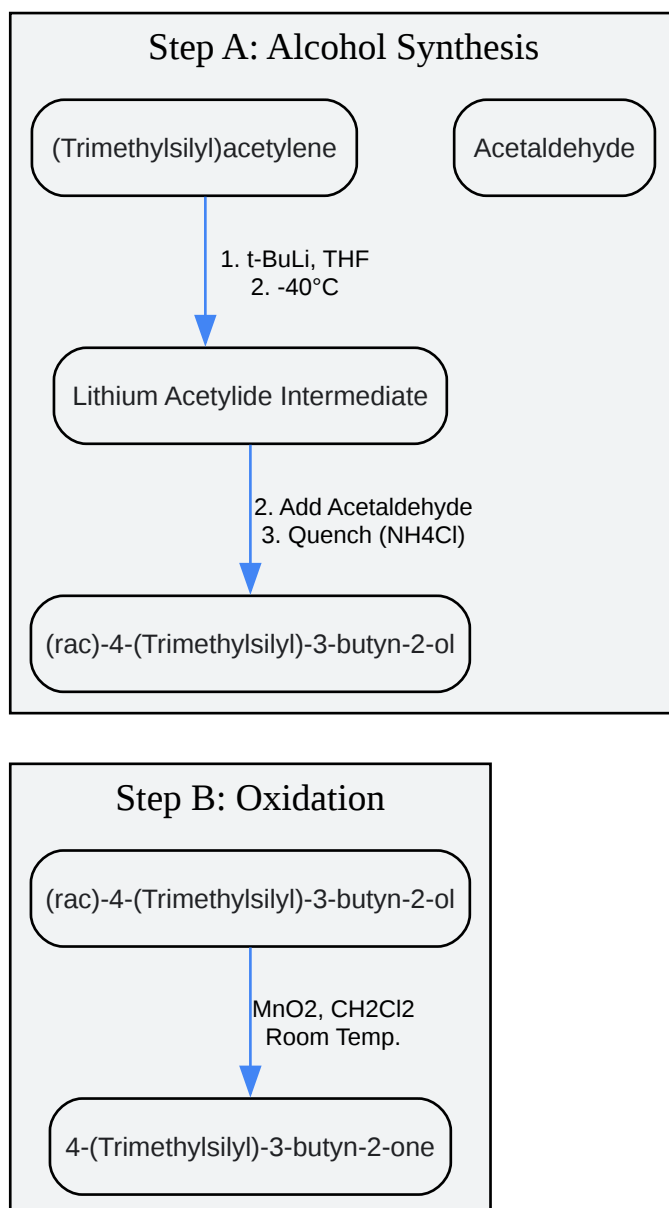 Step A: Alcohol Synthesis
(Trimethylsilyl)acetylene
Acetaldehyde
1. t-BuLi, THF
2. -40°C
Lithium Acetylide Intermediate
2. Add Acetaldehyde
3. Quench (NH4Cl)
(rac)-4-(Trimethylsilyl)-3-butyn-2-ol
Step B: Oxidation
(rac)-4-(Trimethylsilyl)-3-butyn-2-ol
MnO2, CH2Cl2
Room Temp.
4-(Trimethylsilyl)-3-butyn-2-one